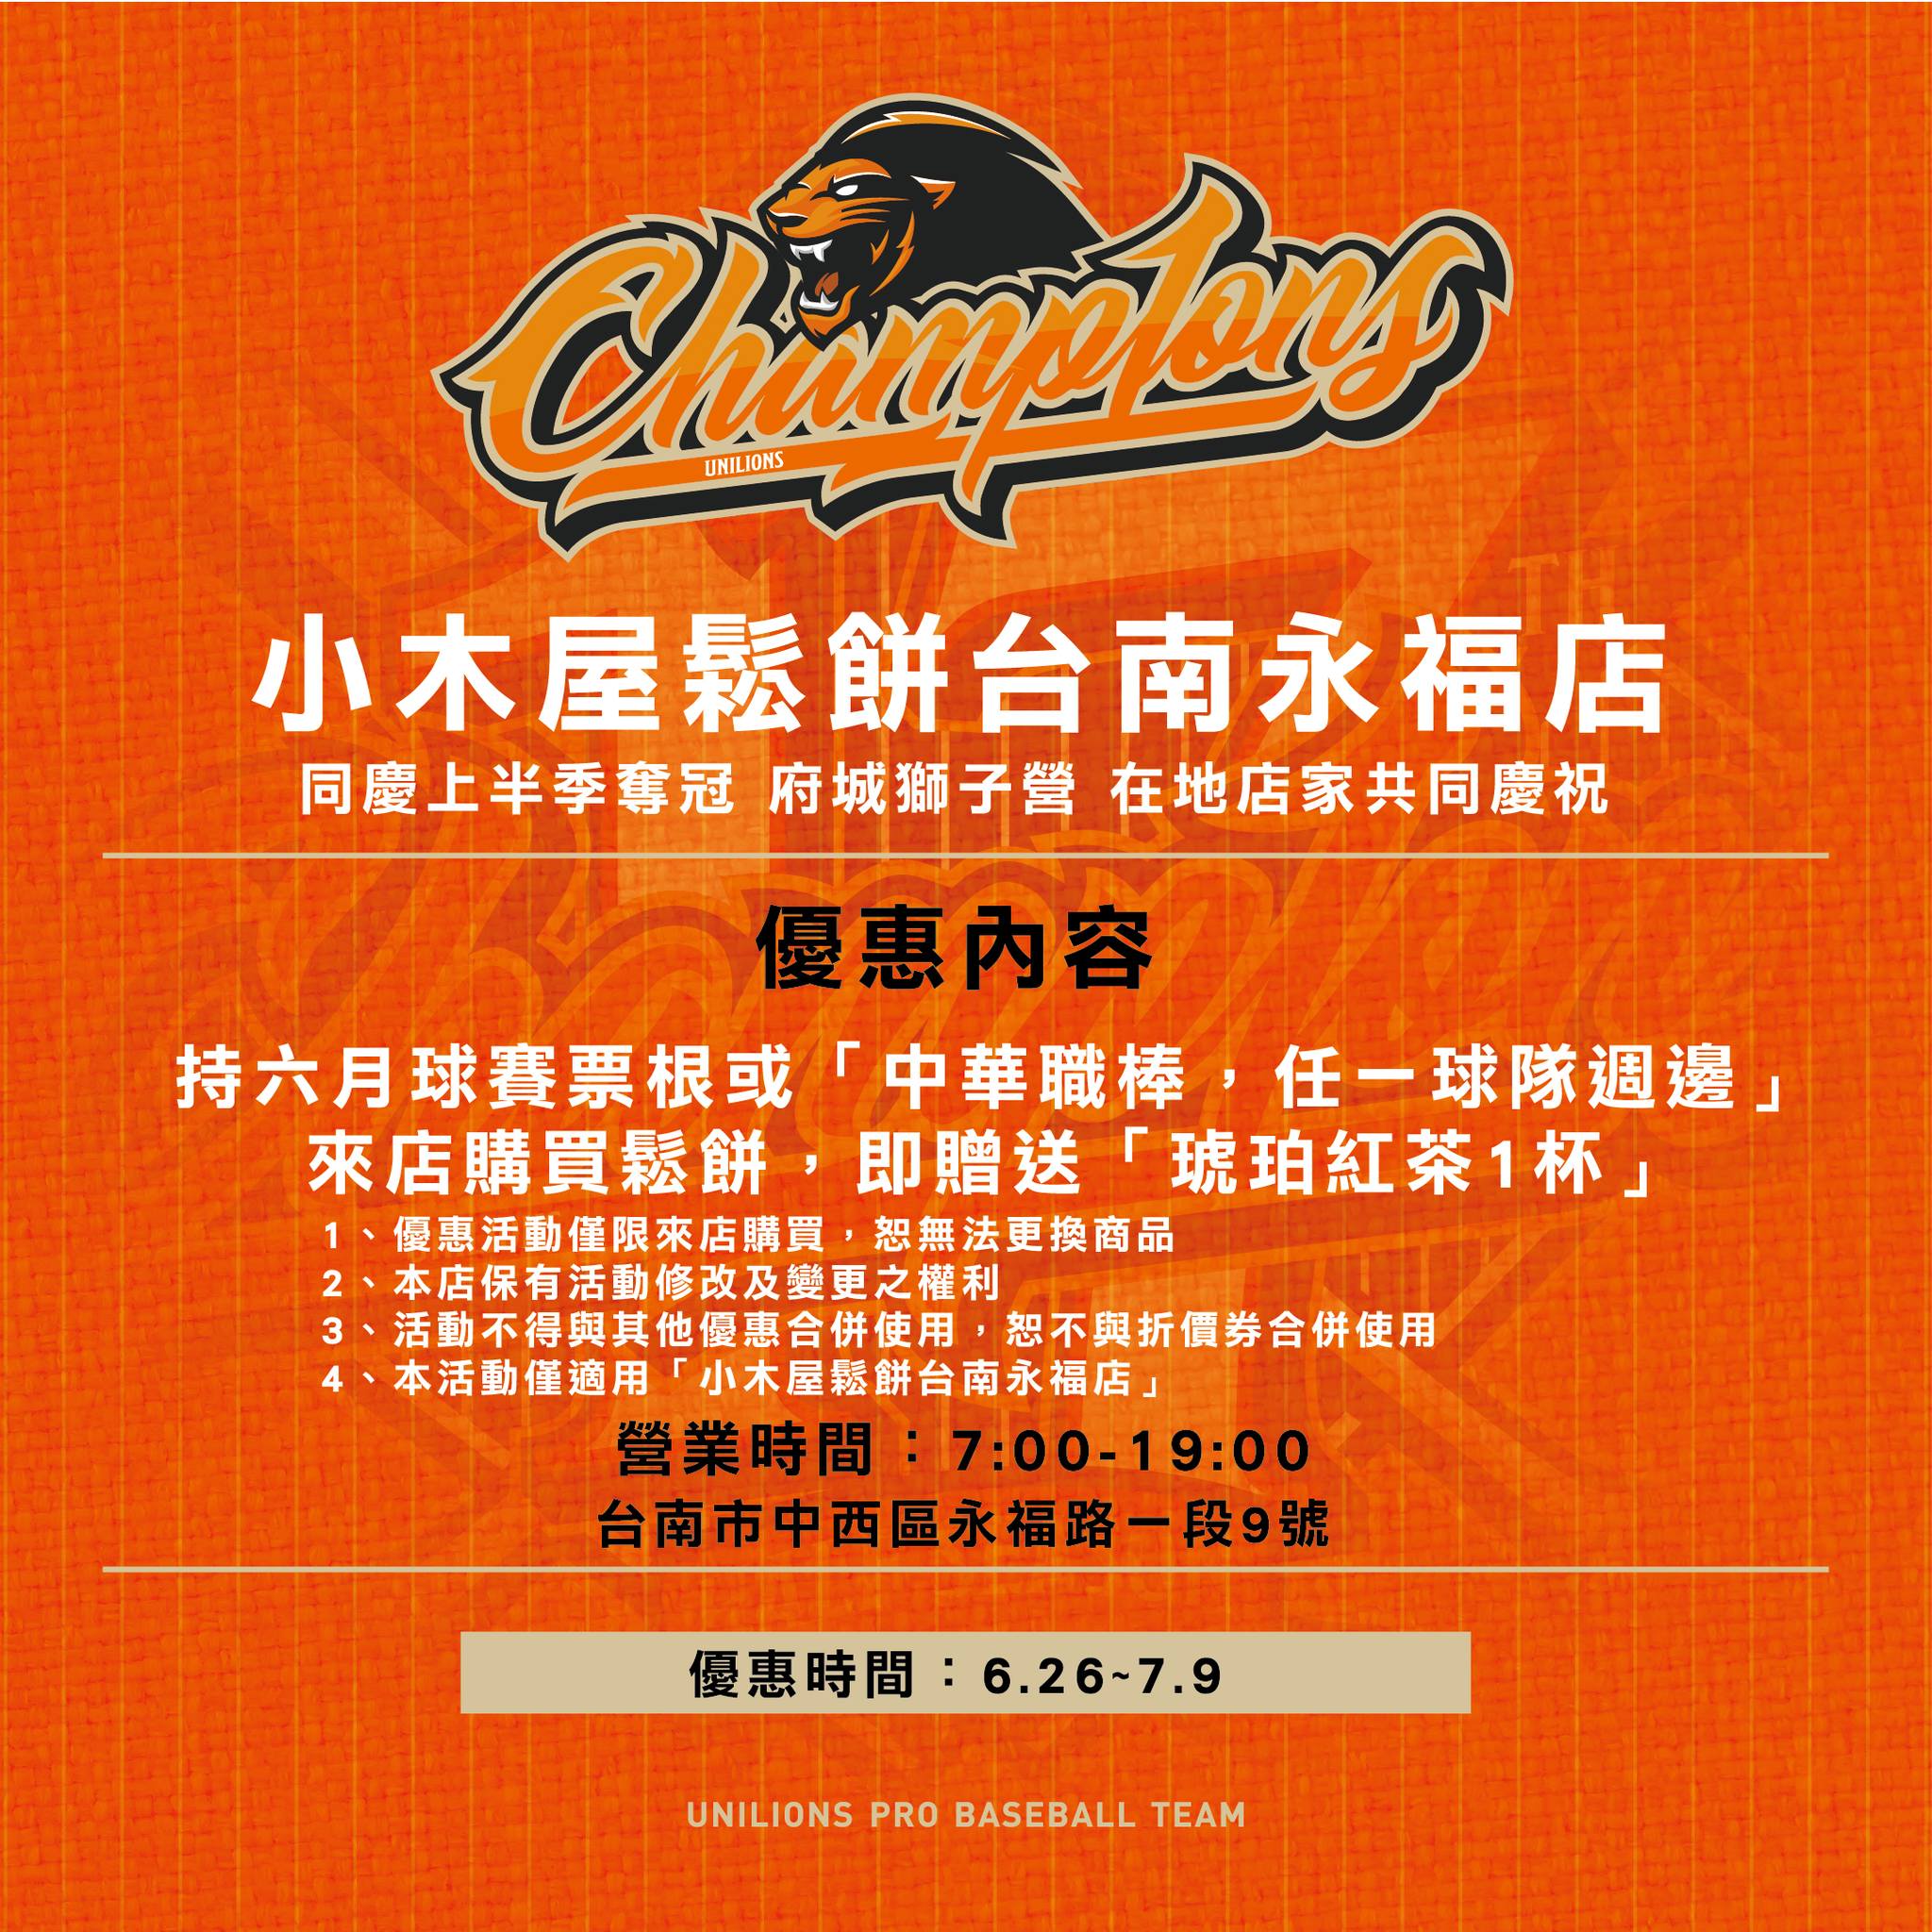 Champ1ons
UNILIONS
TH
小木屋鬆餅台南永福店
同慶上半季奪冠 府城獅子營 在地店家共同慶祝
優惠內容
持六月球賽票根或「中華職棒，任一球隊週邊」
來店購買鬆餅，即贈送「琥珀紅茶1杯」
1、優惠活動僅限來店購買，恕無法更換商品
2、本店保有活動修改及變更之權利
3、活動不得與其他優惠合併使用，恕不與折價券合併使用
4、本活動僅適用「小木屋鬆餅台南永福店」
營業時間：7:00-19:00
台南市中西區永福路一段9號
優惠時間：6.26~7.9
UNILIONS PRO BASEBALL TEAM